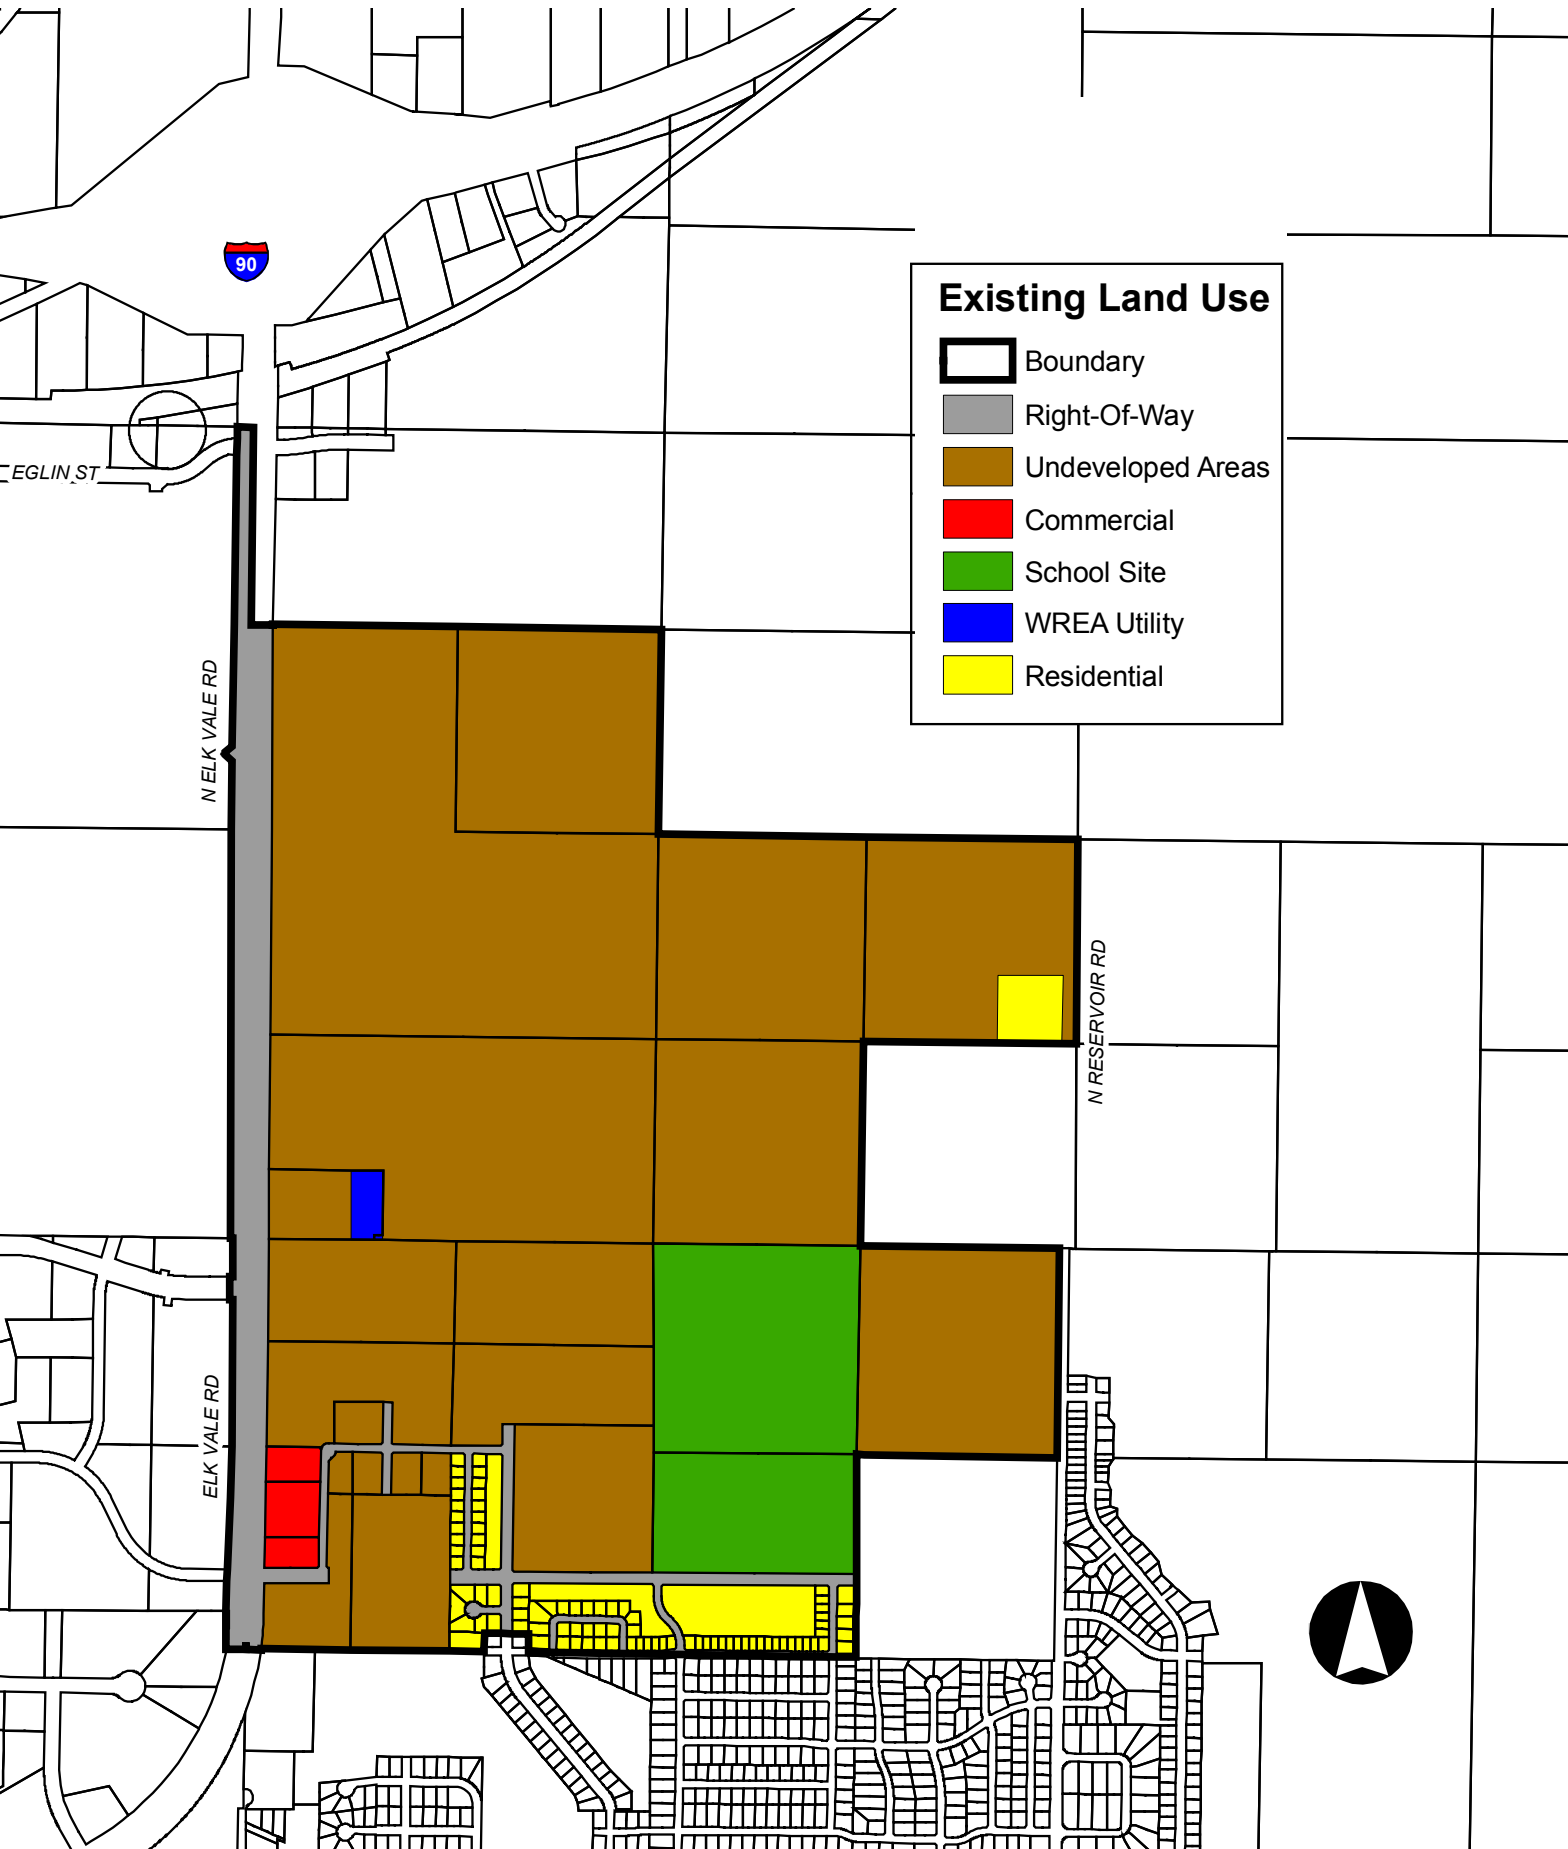 90
Existing Land Use
Boundary
Right-Of-Way
EGLIN ST
Undeveloped Areas
Commercial
School Site
WREA Utility
Residential
N ELK VALE RD
N RESERVOIR RD
ELK VALE RD